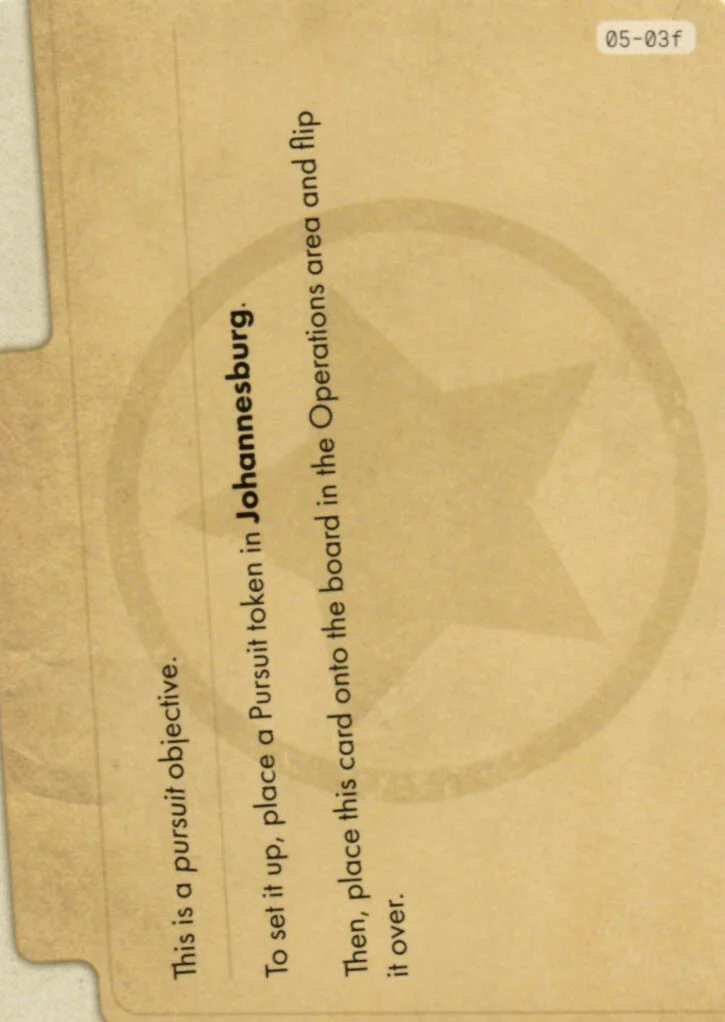 05-03f
This is a pursuit objective.
To set it up, place a Pursuit token in Johannesburg.
Then, place this card onto the board in the Operations area and flip
it over.